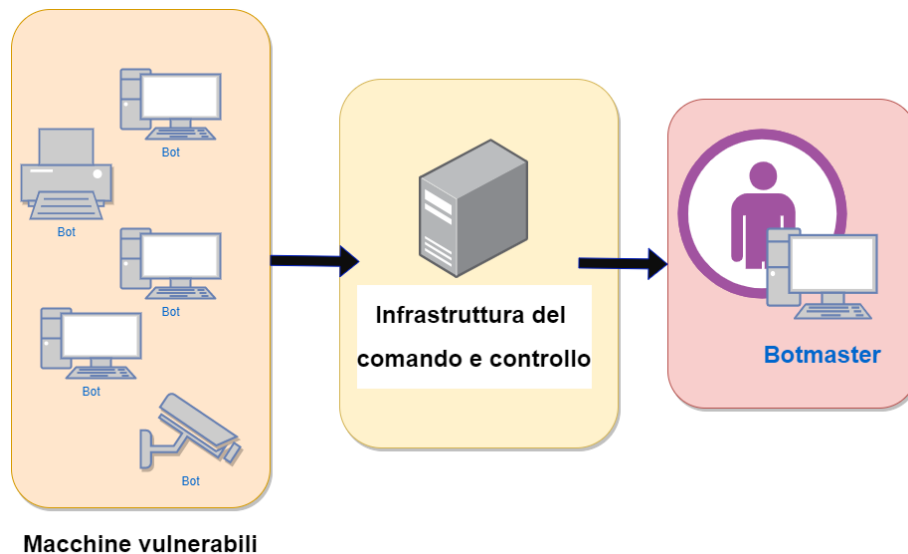 Bot
Bot
Bot
Bot
Bot
Macchine vulnerabili
Infrastruttura del
comando e controllo
Botmaster